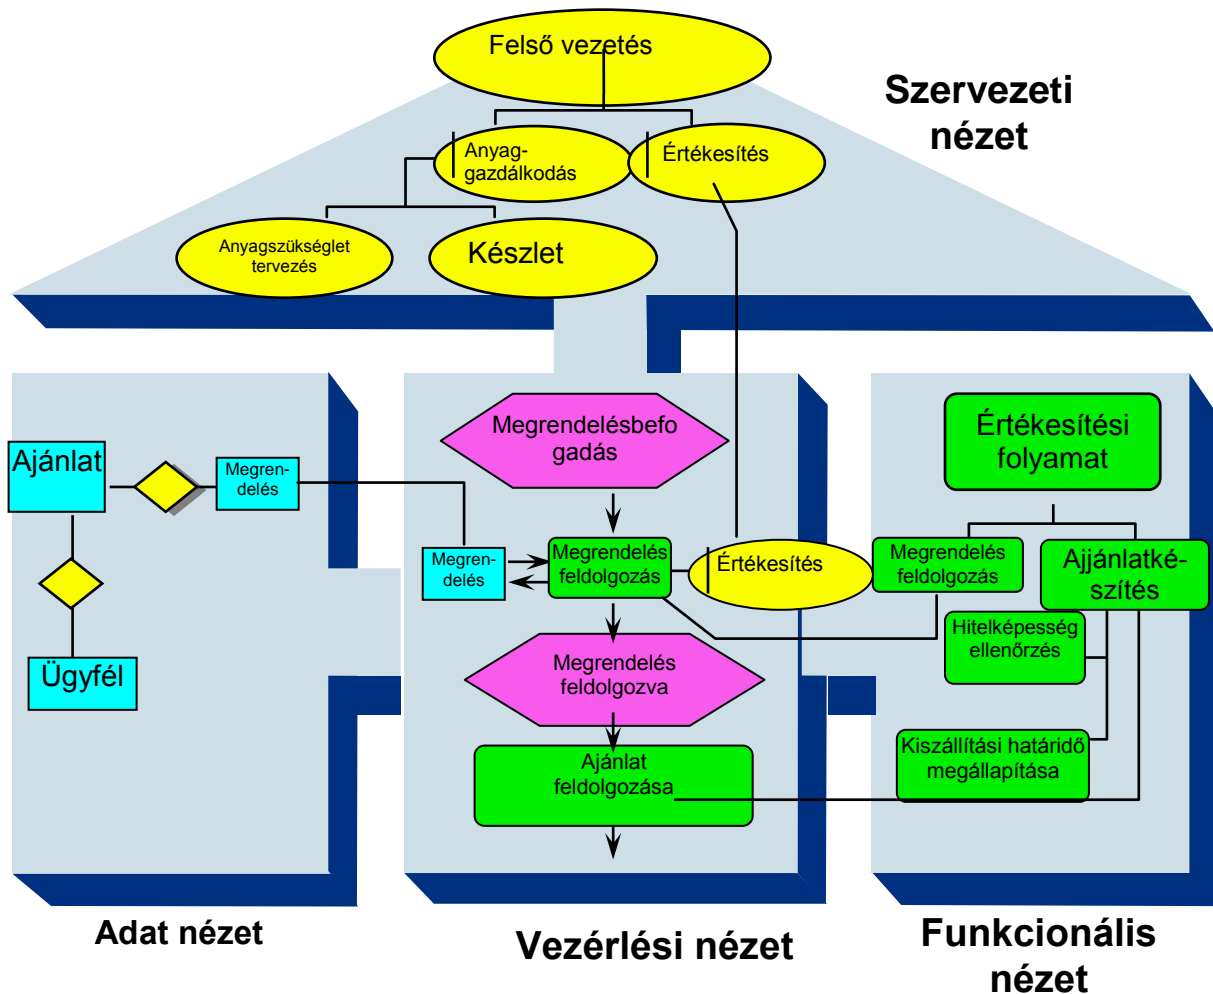 Felső vezetés
Szervezeti
nézet
Anyag-
gazdálkodás
Értékesítés
Anyagszükséglet
tervezés
Készlet
Ajánlat
Megren-
delés
Ügyfél
Adat nézet
Megrendelésbefo
gadás
Megren-
delés
Megrendelés
feldolgozás
Értékesítés
Megrendelés
feldolgozva
Ajánlat
feldolgozása
Vezérlési nézet
Értékesítési
folyamat
Megrendelés
feldolgozás
Ajjánlatké-
szítés
Hitelképesség
ellenőrzés
Kiszállítási határidő
megállapítása
Funkcionális
nézet